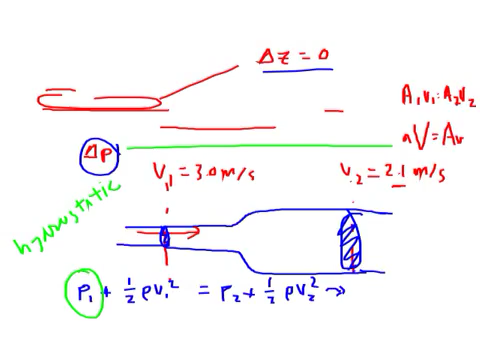 Δz = 0
A₁v₁=A₂v₂
aV=Av
Δp
V₁ = 3.0 m/s
V₂ = 2.1 m/s
hydrostatic
P₁ + ½ρv₁² = P₂ + ½ρv₂² →